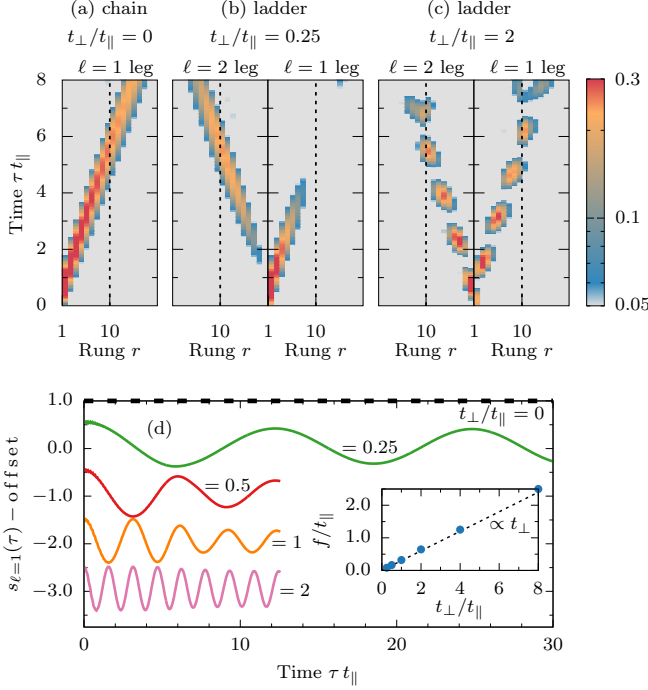 (a) chain (b) ladder (c) ladder
t⊥/t∥ = 0 t⊥/t∥ = 0.25 t⊥/t∥ = 2
ℓ = 1 leg ℓ = 2 leg ℓ = 1 leg ℓ = 2 leg ℓ = 1 leg
8
6
4
2
0
Time τ t∥
1 10 10 1 10 10 1 10
Rung r Rung r Rung r
0.3
0.1
0.05
1.0
0.0
−1.0
−2.0
−3.0
sℓ=1(τ) − offset
(d)
t⊥/t∥ = 0
= 0.25
= 0.5
= 1
= 2
0 10 20 30
Time τ t∥
2.0
1.0
0.0
f/t∥
∝ t⊥
0 2 4 8
t⊥/t∥